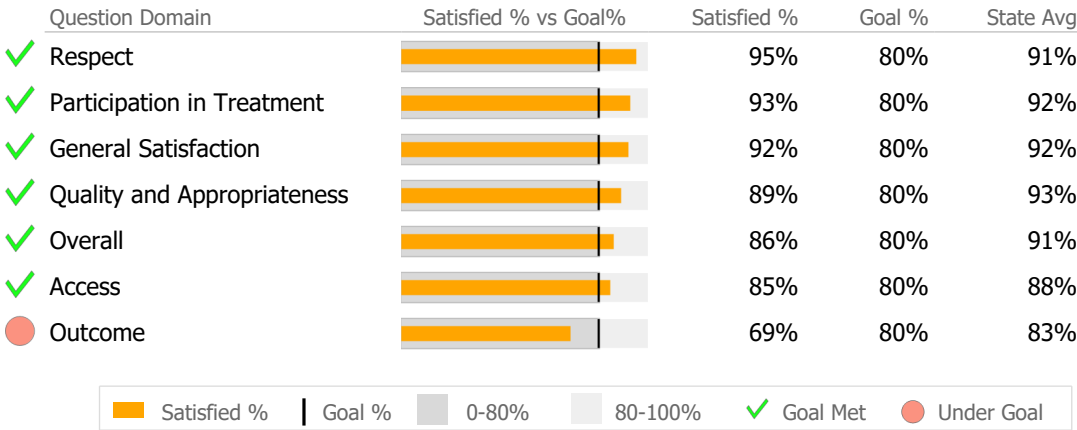 Question Domain Satisfied % vs Goal% Satisfied % Goal % State Avg
Respect 95% 80% 91%
Participation in Treatment 93% 80% 92%
General Satisfaction 92% 80% 92%
Quality and Appropriateness 89% 80% 93%
Overall 86% 80% 91%
Access 85% 80% 88%
Outcome 69% 80% 83%
Satisfied % Goal % 0-80% 80-100% Goal Met Under Goal